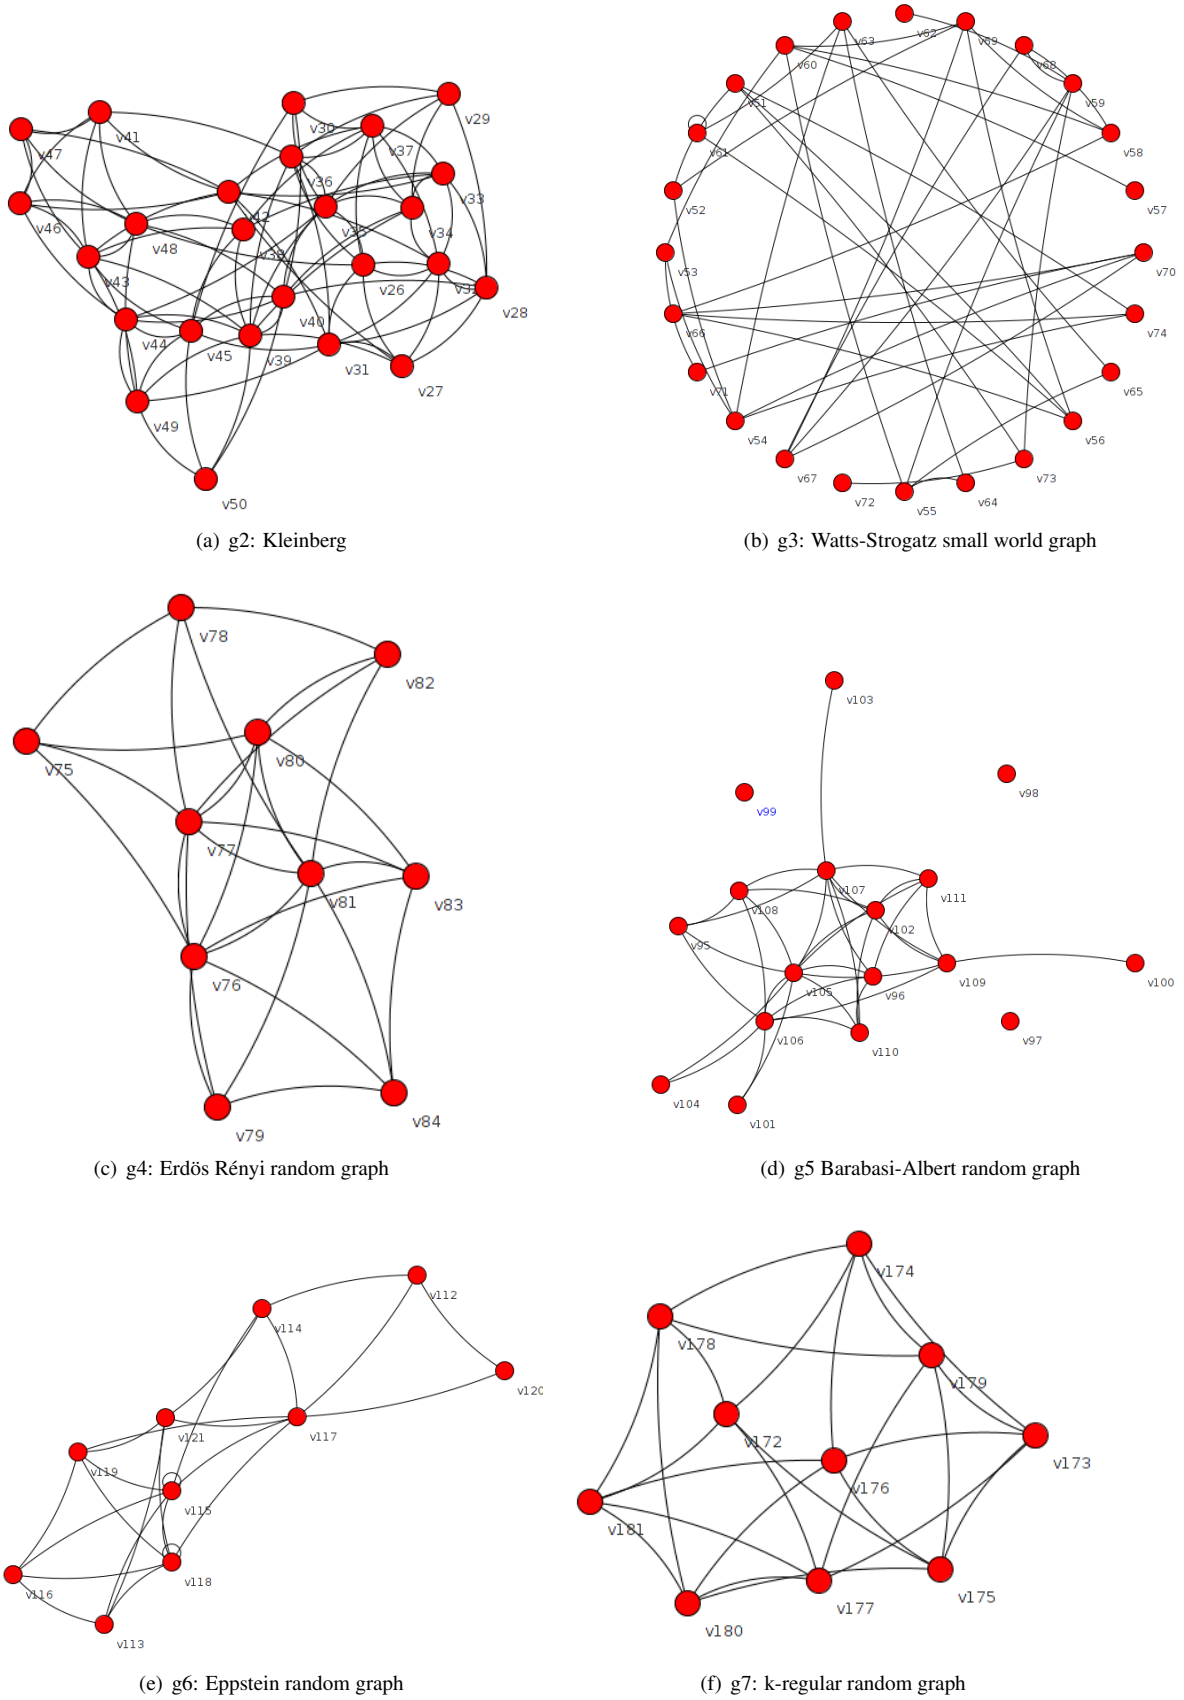 v30
v29
v41
v47
v37
v36
v33
v46
v42
v35
v34
v48
v38
v43
v26
v32
v28
v40
v44
v45
v39
v31
v27
v49
v50
(a) g2: Kleinberg
v62
v63
v69
v60
v68
v51
v59
v61
v58
v52
v57
v53
v70
v66
v74
v71
v65
v54
v56
v67
v73
v72
v55
v64
(b) g3: Watts-Strogatz small world graph
v78
v82
v80
v75
v77
v81
v83
v76
v84
v79
(c) g4: Erdös Rényi random graph
v103
v98
v99
v107
v111
v108
v102
v95
v105
v96
v109
v100
v106
v110
v97
v104
v101
(d) g5 Barabasi-Albert random graph
v112
v114
v120
v121
v117
v119
v115
v118
v116
v113
(e) g6: Eppstein random graph
v174
v178
v179
v172
v173
v176
v181
v175
v177
v180
(f) g7: k-regular random graph